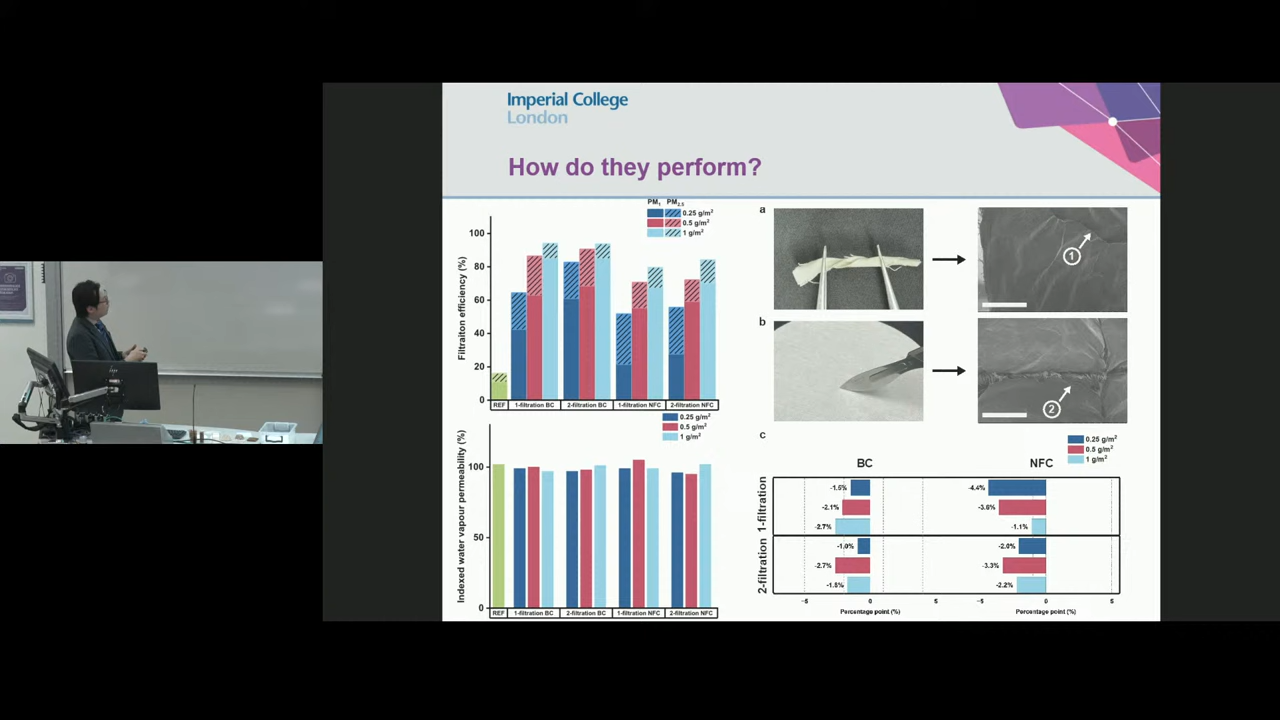 Imperial College
London
How do they perform?
PM₁ PM₂.₅
0.25 g/m²
0.5 g/m²
1 g/m²
Filtraiton efficiency (%)
100
80
60
40
20
0
REF 1-filtration BC 2-filtration BC 1-filtration NFC 2-filtration NFC
0.25 g/m²
0.5 g/m²
1 g/m²
Indexed water vapour permeability (%)
100
50
0
REF 1-filtration BC 2-filtration BC 1-filtration NFC 2-filtration NFC
a
1
b
2
c
0.25 g/m²
0.5 g/m²
1 g/m²
BC NFC
1-filtration
-1.5% -4.4%
-2.1% -3.6%
-2.7% -1.1%
2-filtration
-1.0% -2.0%
-2.7% -3.3%
-1.8% -2.2%
-5 0 5 -5 0 5
Percentage point (%) Percentage point (%)